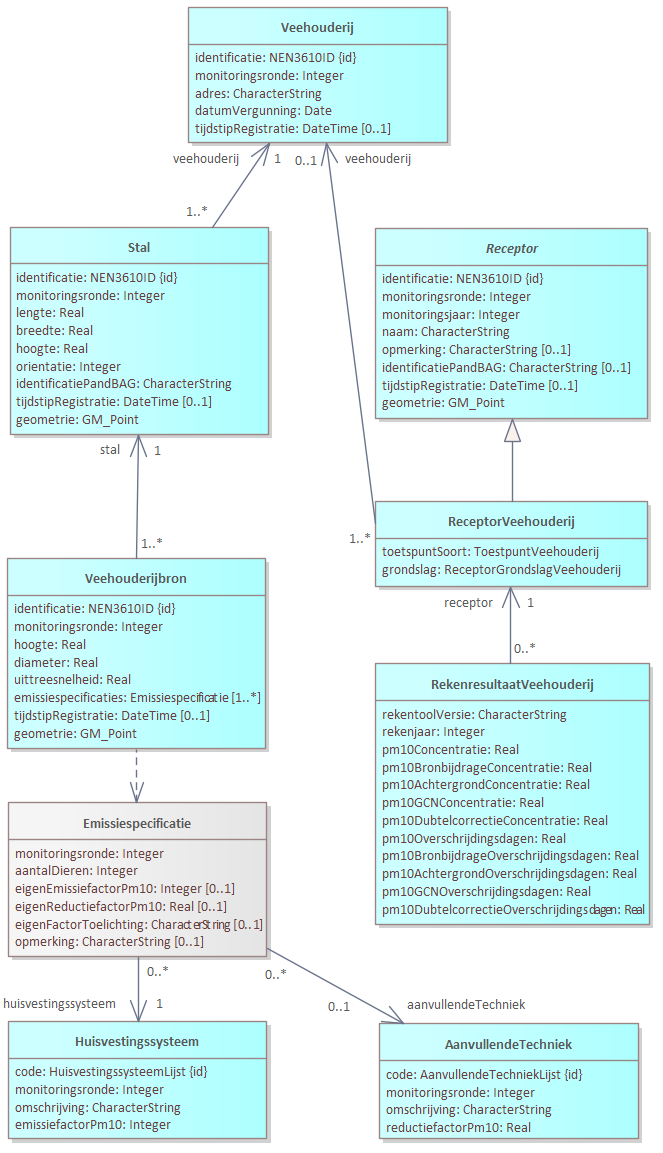 Veehouderij
identificatie: NEN3610ID {id}
monitoringsronde: Integer
adres: CharacterString
datumVergunning: Date
tijdstipRegistratie: DateTime [0..1]
veehouderij
1
0..1
veehouderij
1..*
Stal
identificatie: NEN3610ID {id}
monitoringsronde: Integer
lengte: Real
breedte: Real
hoogte: Real
orientatie: Integer
identificatiePandBAG: CharacterString
tijdstipRegistratie: DateTime [0..1]
geometrie: GM_Point
Receptor
identificatie: NEN3610ID {id}
monitoringsronde: Integer
monitoringsjaar: Integer
naam: CharacterString
opmerking: CharacterString [0..1]
identificatiePandBAG: CharacterString [0..1]
tijdstipRegistratie: DateTime [0..1]
geometrie: GM_Point
stal
1
1..*
1..*
ReceptorVeehouderij
toetspuntSoort: ToestpuntVeehouderij
grondslag: ReceptorGrondslagVeehouderij
receptor
1
0..*
Veehouderijbron
identificatie: NEN3610ID {id}
monitoringsronde: Integer
hoogte: Real
diameter: Real
uittreesnelheid: Real
emissiespecificaties: Emissiespecificatie [1..*]
tijdstipRegistratie: DateTime [0..1]
geometrie: GM_Point
RekenresultaatVeehouderij
rekentoolVersie: CharacterString
rekenjaar: Integer
pm10Concentratie: Real
pm10BronbijdrageConcentratie: Real
pm10AchtergrondConcentratie: Real
pm10GCNConcentratie: Real
pm10DubtelcorrectieConcentratie: Real
pm10Overschrijdingsdagen: Real
pm10BronbijdrageOverschrijdingsdagen: Real
pm10AchtergrondOverschrijdingsdagen: Real
pm10GCNOverschrijdingsdagen: Real
pm10DubtelcorrectieOverschrijdingsdagen: Real
Emissiespecificatie
monitoringsronde: Integer
aantalDieren: Integer
eigenEmissiefactorPm10: Integer [0..1]
eigenReductiefactorPm10: Real [0..1]
eigenFactorToelichting: CharacterString [0..1]
opmerking: CharacterString [0..1]
0..*
0..*
huisvestingssysteem
1
0..1
aanvullendeTechniek
Huisvestingssysteem
code: HuisvestingssysteemLijst {id}
monitoringsronde: Integer
omschrijving: CharacterString
emissiefactorPm10: Integer
AanvullendeTechniek
code: AanvullendeTechniekLijst {id}
monitoringsronde: Integer
omschrijving: CharacterString
reductiefactorPm10: Real